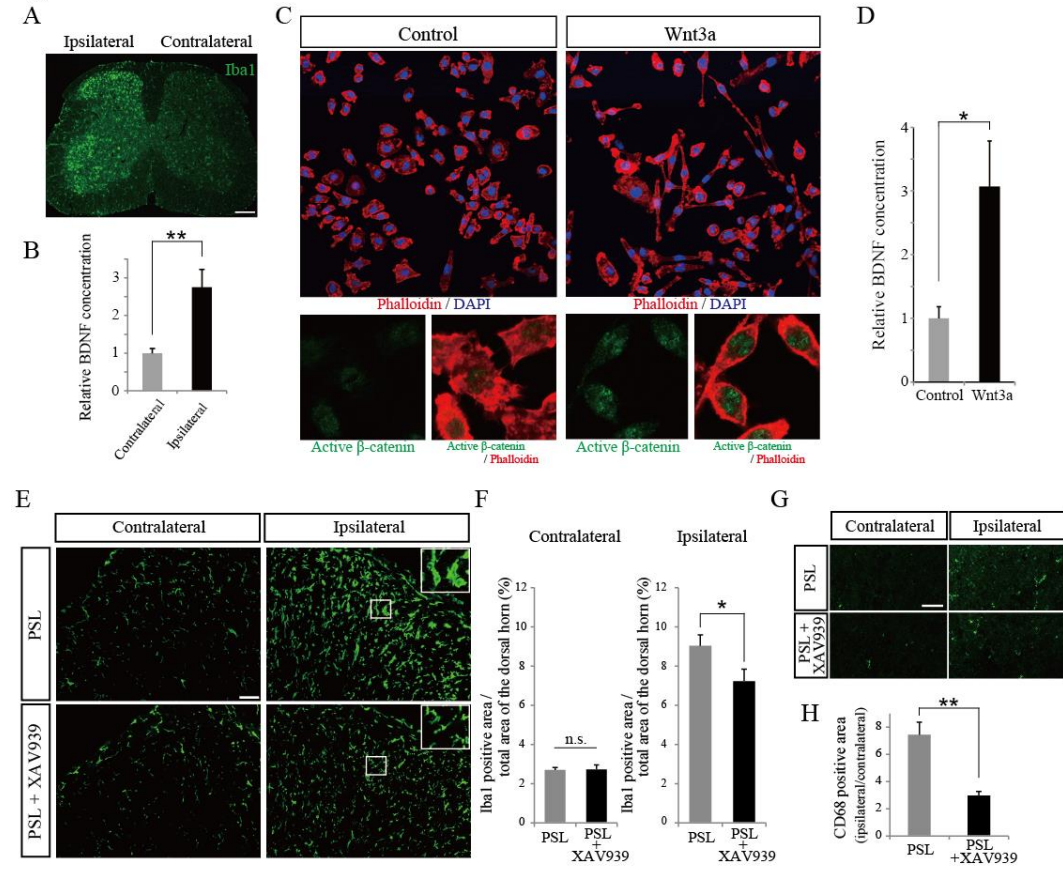 A
Ipsilateral Contralateral
Iba1
B
**
Relative BDNF concentration
3
2
1
0
Contralateral
Ipsilateral
C
Control
Wnt3a
Phalloidin / DAPI
Phalloidin / DAPI
Active β-catenin
Active β-catenin
/ Phalloidin
Active β-catenin
Active β-catenin
/ Phalloidin
D
*
Relative BDNF concentration
4
3
2
1
0
Control
Wnt3a
E
Contralateral
Ipsilateral
PSL
PSL + XAV939
F
Contralateral
Iba1 positive area /
total area of the dorsal horn (%)
12
10
8
6
4
2
0
n.s.
PSL
PSL
+
XAV939
Ipsilateral
Iba1 positive area /
total area of the dorsal horn (%)
12
10
8
6
4
2
0
*
PSL
PSL
+
XAV939
G
Contralateral
Ipsilateral
PSL
PSL +
XAV939
H
**
CD68 positive area
(ipsilateral/contralateral)
8
6
4
2
0
PSL
PSL
+XAV939